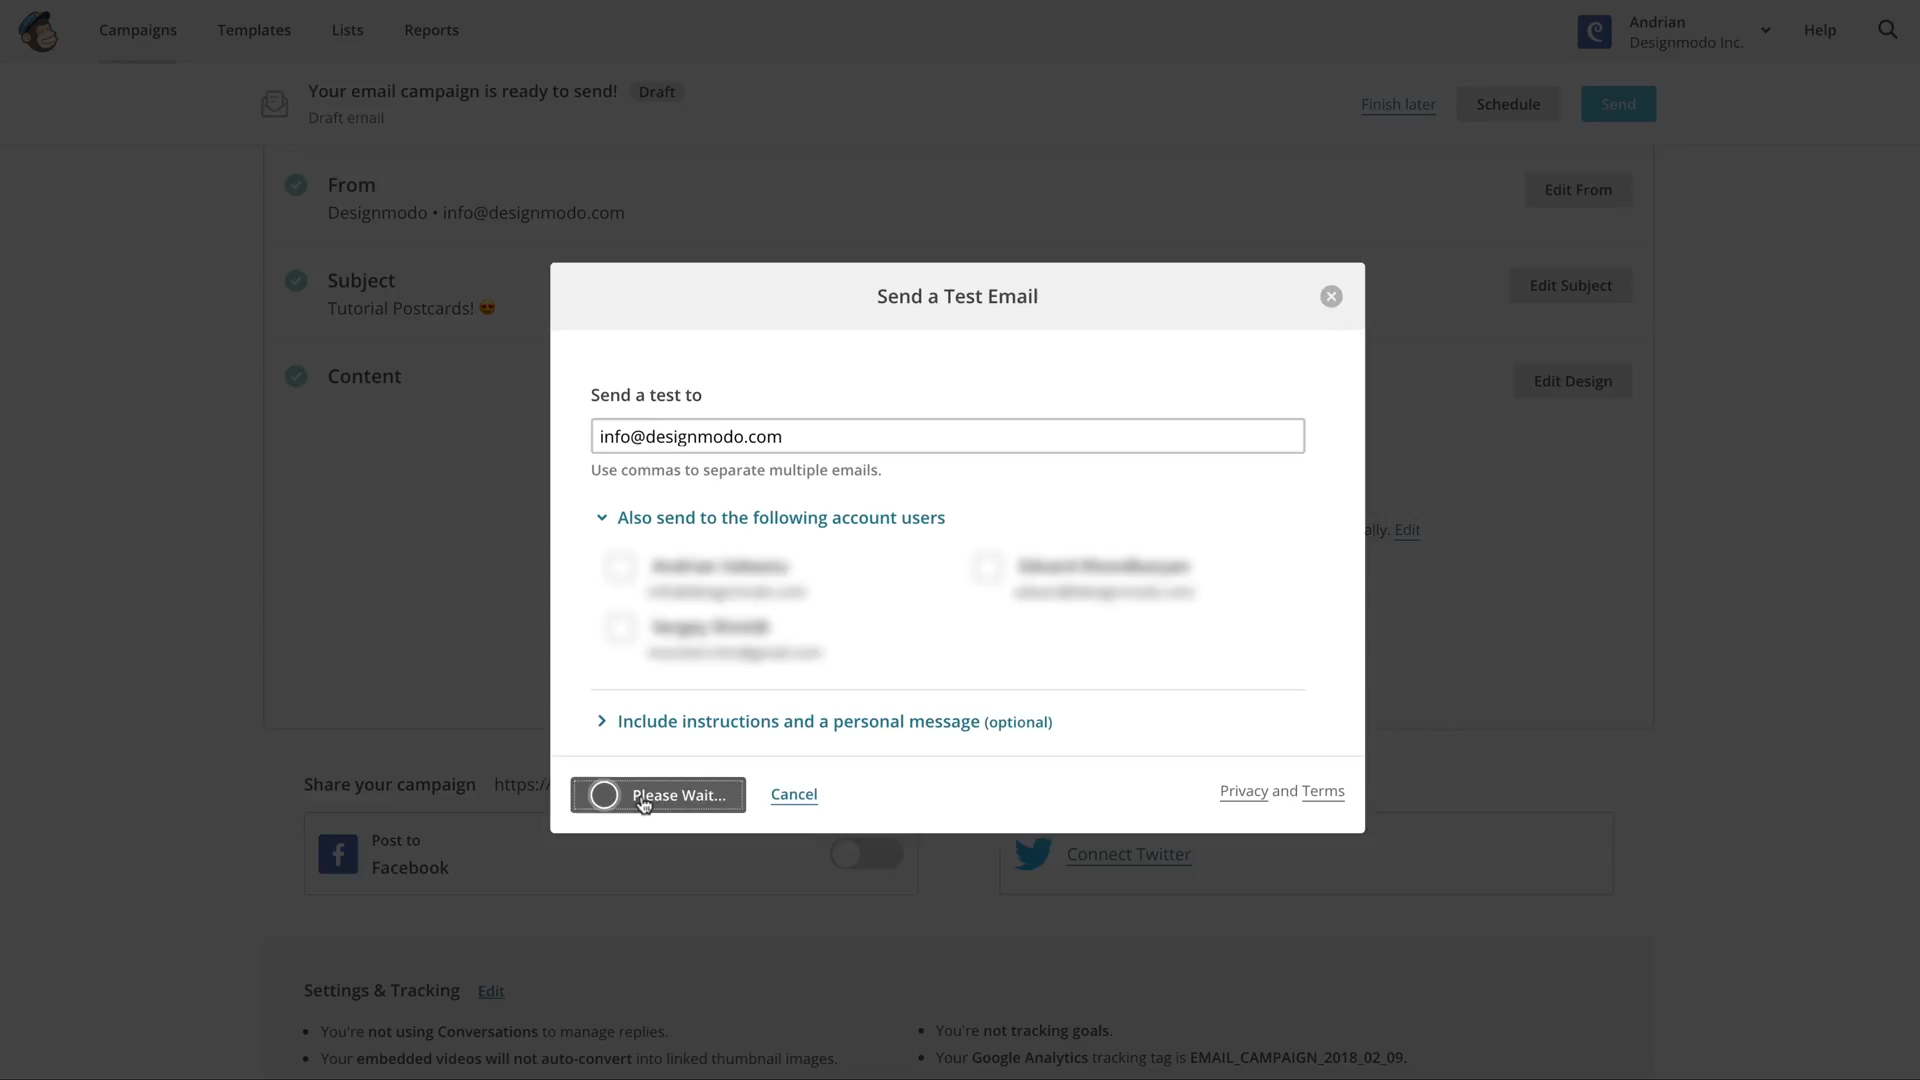 Campaigns
Templates
Lists
Reports
Andrian
Designmodo Inc.
Help
Your email campaign is ready to send! Draft
Draft email
Finish later
Schedule
Send
From
Designmodo • info@designmodo.com
Edit From
Subject
Tutorial Postcards! 😍
Edit Subject
Content
Edit Design
ally. Edit
Send a Test Email
Send a test to
info@designmodo.com
Use commas to separate multiple emails.
Also send to the following account users
Include instructions and a personal message (optional)
Please Wait...
Cancel
Privacy and Terms
Share your campaign https:/
Post to
Facebook
Connect Twitter
Settings & Tracking Edit
• You're not using Conversations to manage replies.
• Your embedded videos will not auto-convert into linked thumbnail images.
• You're not tracking goals.
• Your Google Analytics tracking tag is EMAIL_CAMPAIGN_2018_02_09.